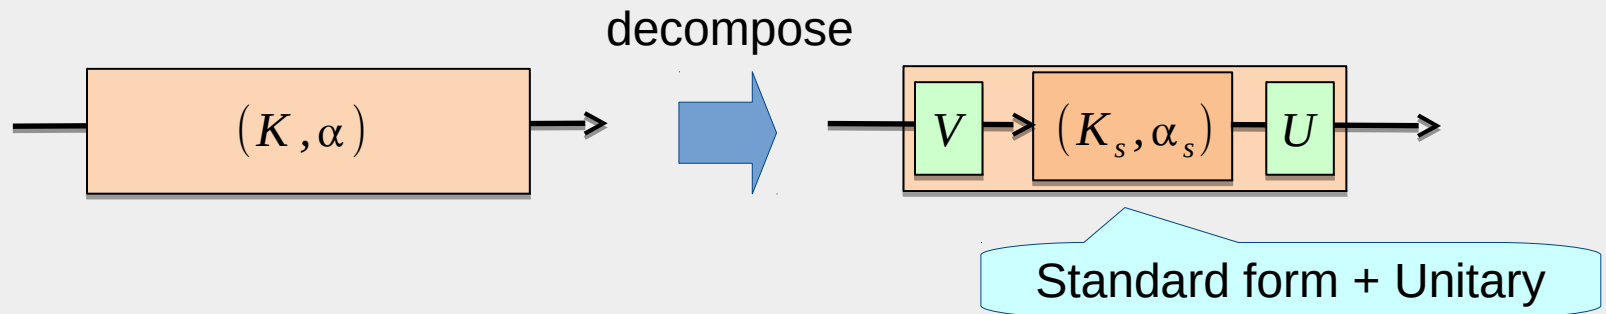 decompose
(K,α)
V
(Kₛ,αₛ)
U
Standard form + Unitary